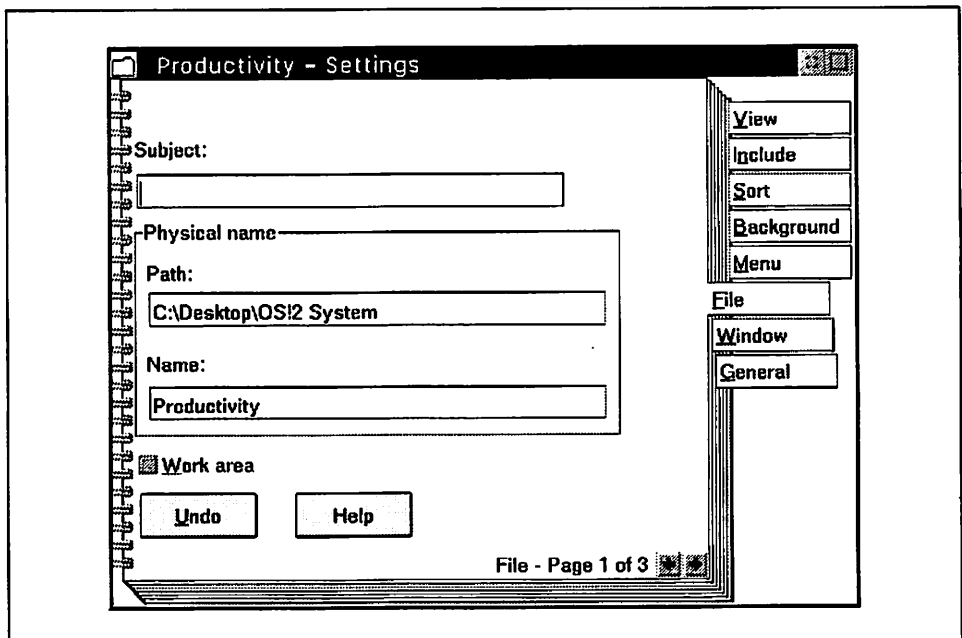 Productivity – Settings
View
Include
Subject:
Sort
Background
Physical name
Menu
Path:
File
C:\Desktop\OS!2 System
Window
Name:
General
Productivity
Work area
Undo Help
File - Page 1 of 3